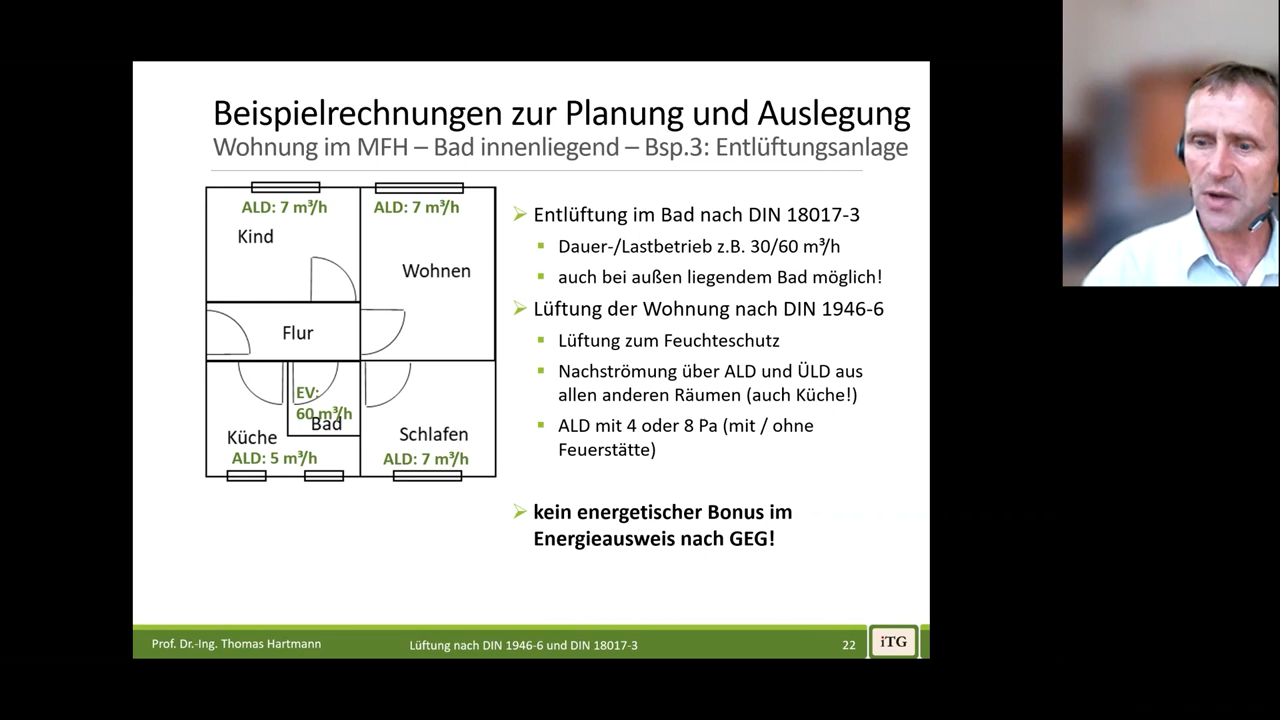 Beispielrechnungen zur Planung und Auslegung
Wohnung im MFH – Bad innenliegend – Bsp.3: Entlüftungsanlage
ALD: 7 m³/h
ALD: 7 m³/h
Kind
Wohnen
Flur
EV:
60 m³/h
Bad
Küche
Schlafen
ALD: 5 m³/h
ALD: 7 m³/h
Entlüftung im Bad nach DIN 18017-3
Dauer-/Lastbetrieb z.B. 30/60 m³/h
auch bei außen liegendem Bad möglich!
Lüftung der Wohnung nach DIN 1946-6
Lüftung zum Feuchteschutz
Nachströmung über ALD und ÜLD aus
allen anderen Räumen (auch Küche!)
ALD mit 4 oder 8 Pa (mit / ohne
Feuerstätte)
kein energetischer Bonus im
Energieausweis nach GEG!
Prof. Dr.-Ing. Thomas Hartmann
Lüftung nach DIN 1946-6 und DIN 18017-3
22
iTG